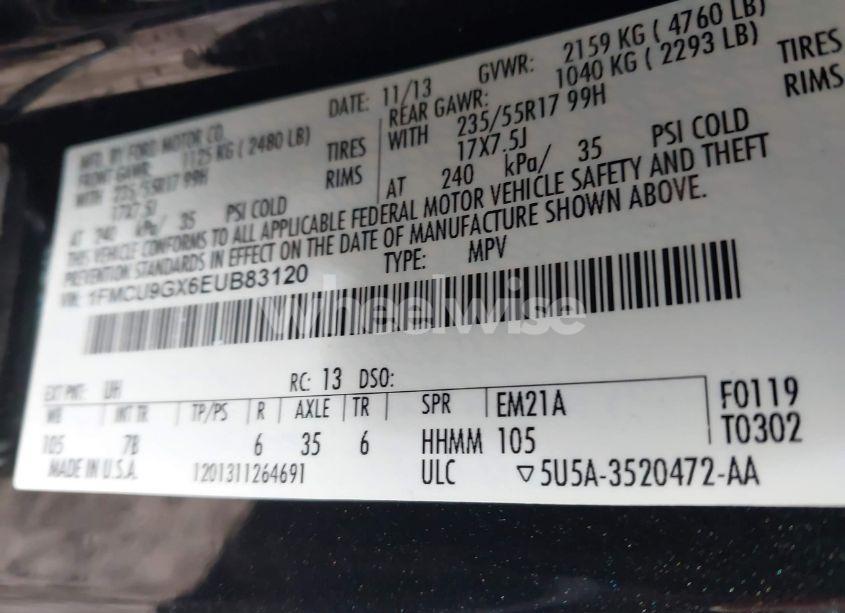 MFD. BY FORD MOTOR CO. DATE: 11/13 GVWR: 2159 KG ( 4760 LB)
FRONT GAWR: 1125 KG ( 2480 LB) REAR GAWR: 1040 KG ( 2293 LB)
WITH 235/55R17 99H TIRES WITH 235/55R17 99H TIRES
17X7.5J RIMS 17X7.5J RIMS
AT 240 kPa/ 35 PSI COLD AT 240 kPa/ 35 PSI COLD
THIS VEHICLE CONFORMS TO ALL APPLICABLE FEDERAL MOTOR VEHICLE SAFETY AND THEFT
PREVENTION STANDARDS IN EFFECT ON THE DATE OF MANUFACTURE SHOWN ABOVE.
VIN: 1FMCU9GX6EUB83120 TYPE: MPV
wheelwise
EXT PNT: UH RC: 13 DSO:
WB INT TR TP/PS R AXLE TR SPR EM21A F0119
105 7B 6 35 6 HHMM 105 T0302
MADE IN U.S.A. 1201311264691 ULC ▽5U5A-3520472-AA